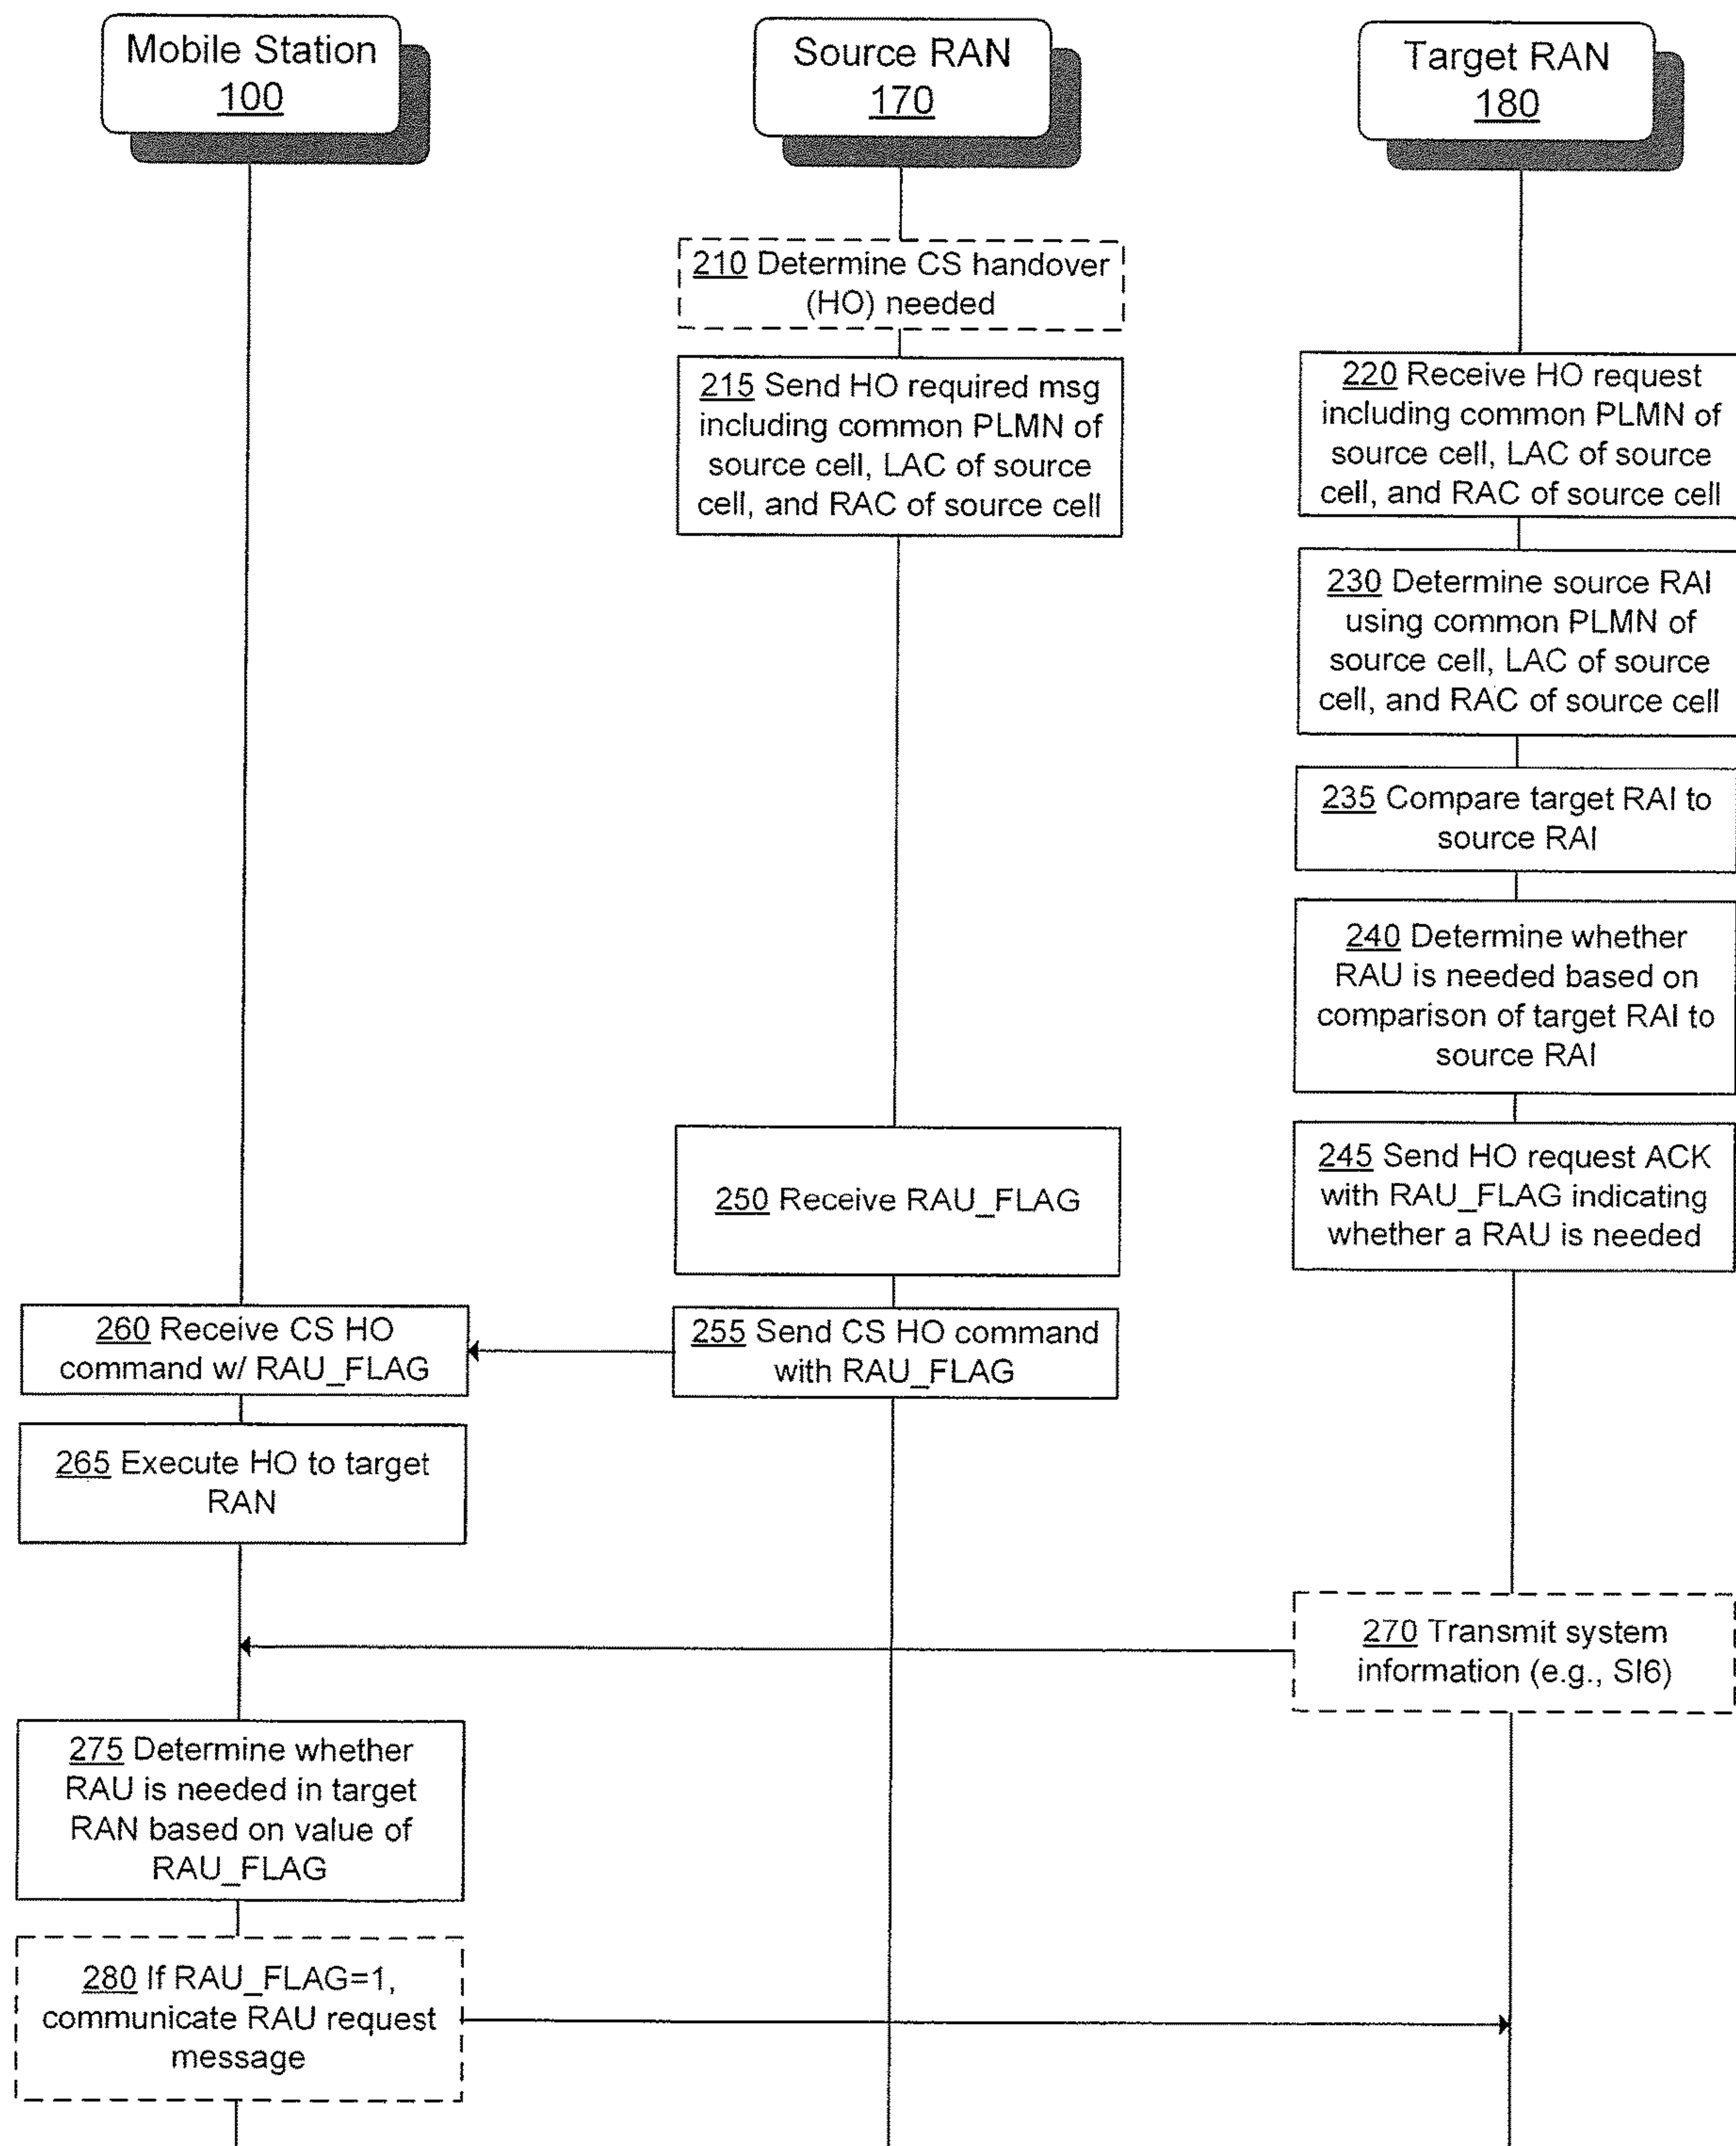 Mobile Station
100
Source RAN
170
Target RAN
180
210 Determine CS handover
(HO) needed
215 Send HO required msg
including common PLMN of
source cell, LAC of source
cell, and RAC of source cell
220 Receive HO request
including common PLMN of
source cell, LAC of source
cell, and RAC of source cell
230 Determine source RAI
using common PLMN of
source cell, LAC of source
cell, and RAC of source cell
235 Compare target RAI to
source RAI
240 Determine whether
RAU is needed based on
comparison of target RAI to
source RAI
245 Send HO request ACK
with RAU_FLAG indicating
whether a RAU is needed
250 Receive RAU_FLAG
255 Send CS HO command
with RAU_FLAG
260 Receive CS HO
command w/ RAU_FLAG
265 Execute HO to target
RAN
270 Transmit system
information (e.g., SI6)
275 Determine whether
RAU is needed in target
RAN based on value of
RAU_FLAG
280 If RAU_FLAG=1,
communicate RAU request
message